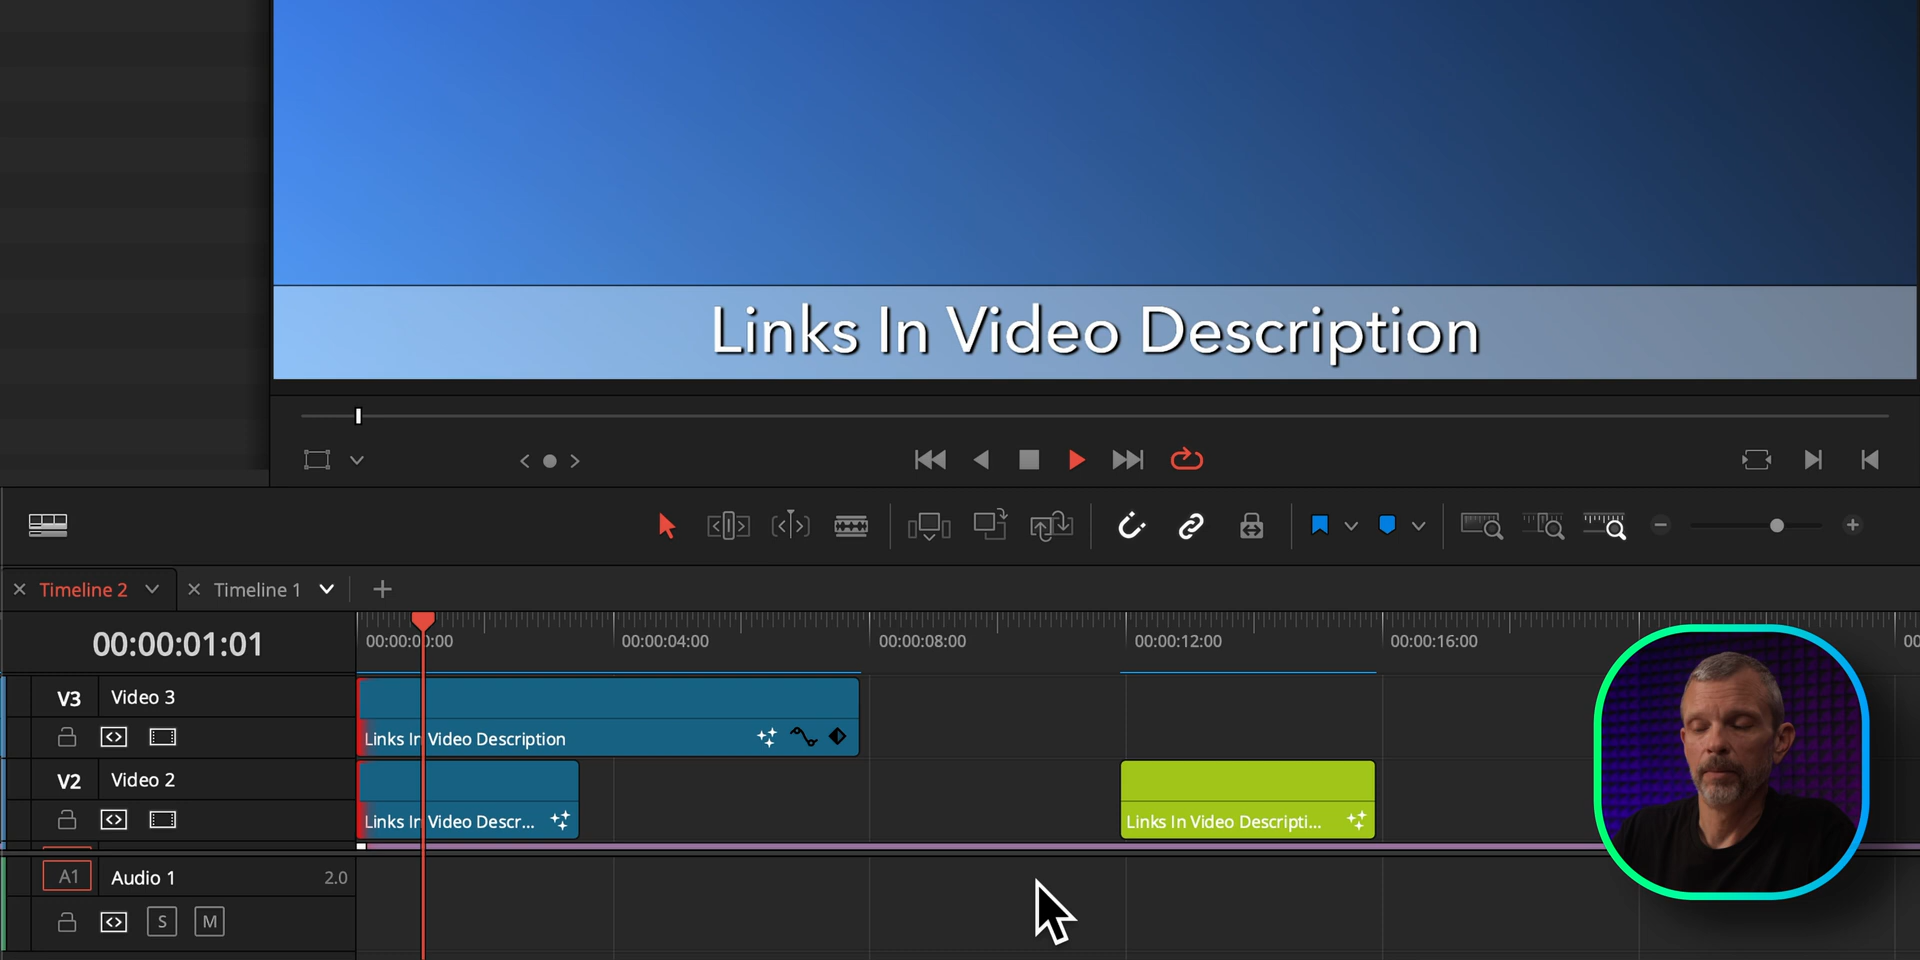 Links In Video Description
Timeline 2
Timeline 1
00:00:01:01
00:00:00:00
00:00:04:00
00:00:08:00
00:00:12:00
00:00:16:00
00
V3
Video 3
Links In Video Description
V2
Video 2
Links In Video Descr...
Links In Video Descripti...
A1
Audio 1
2.0
S
M